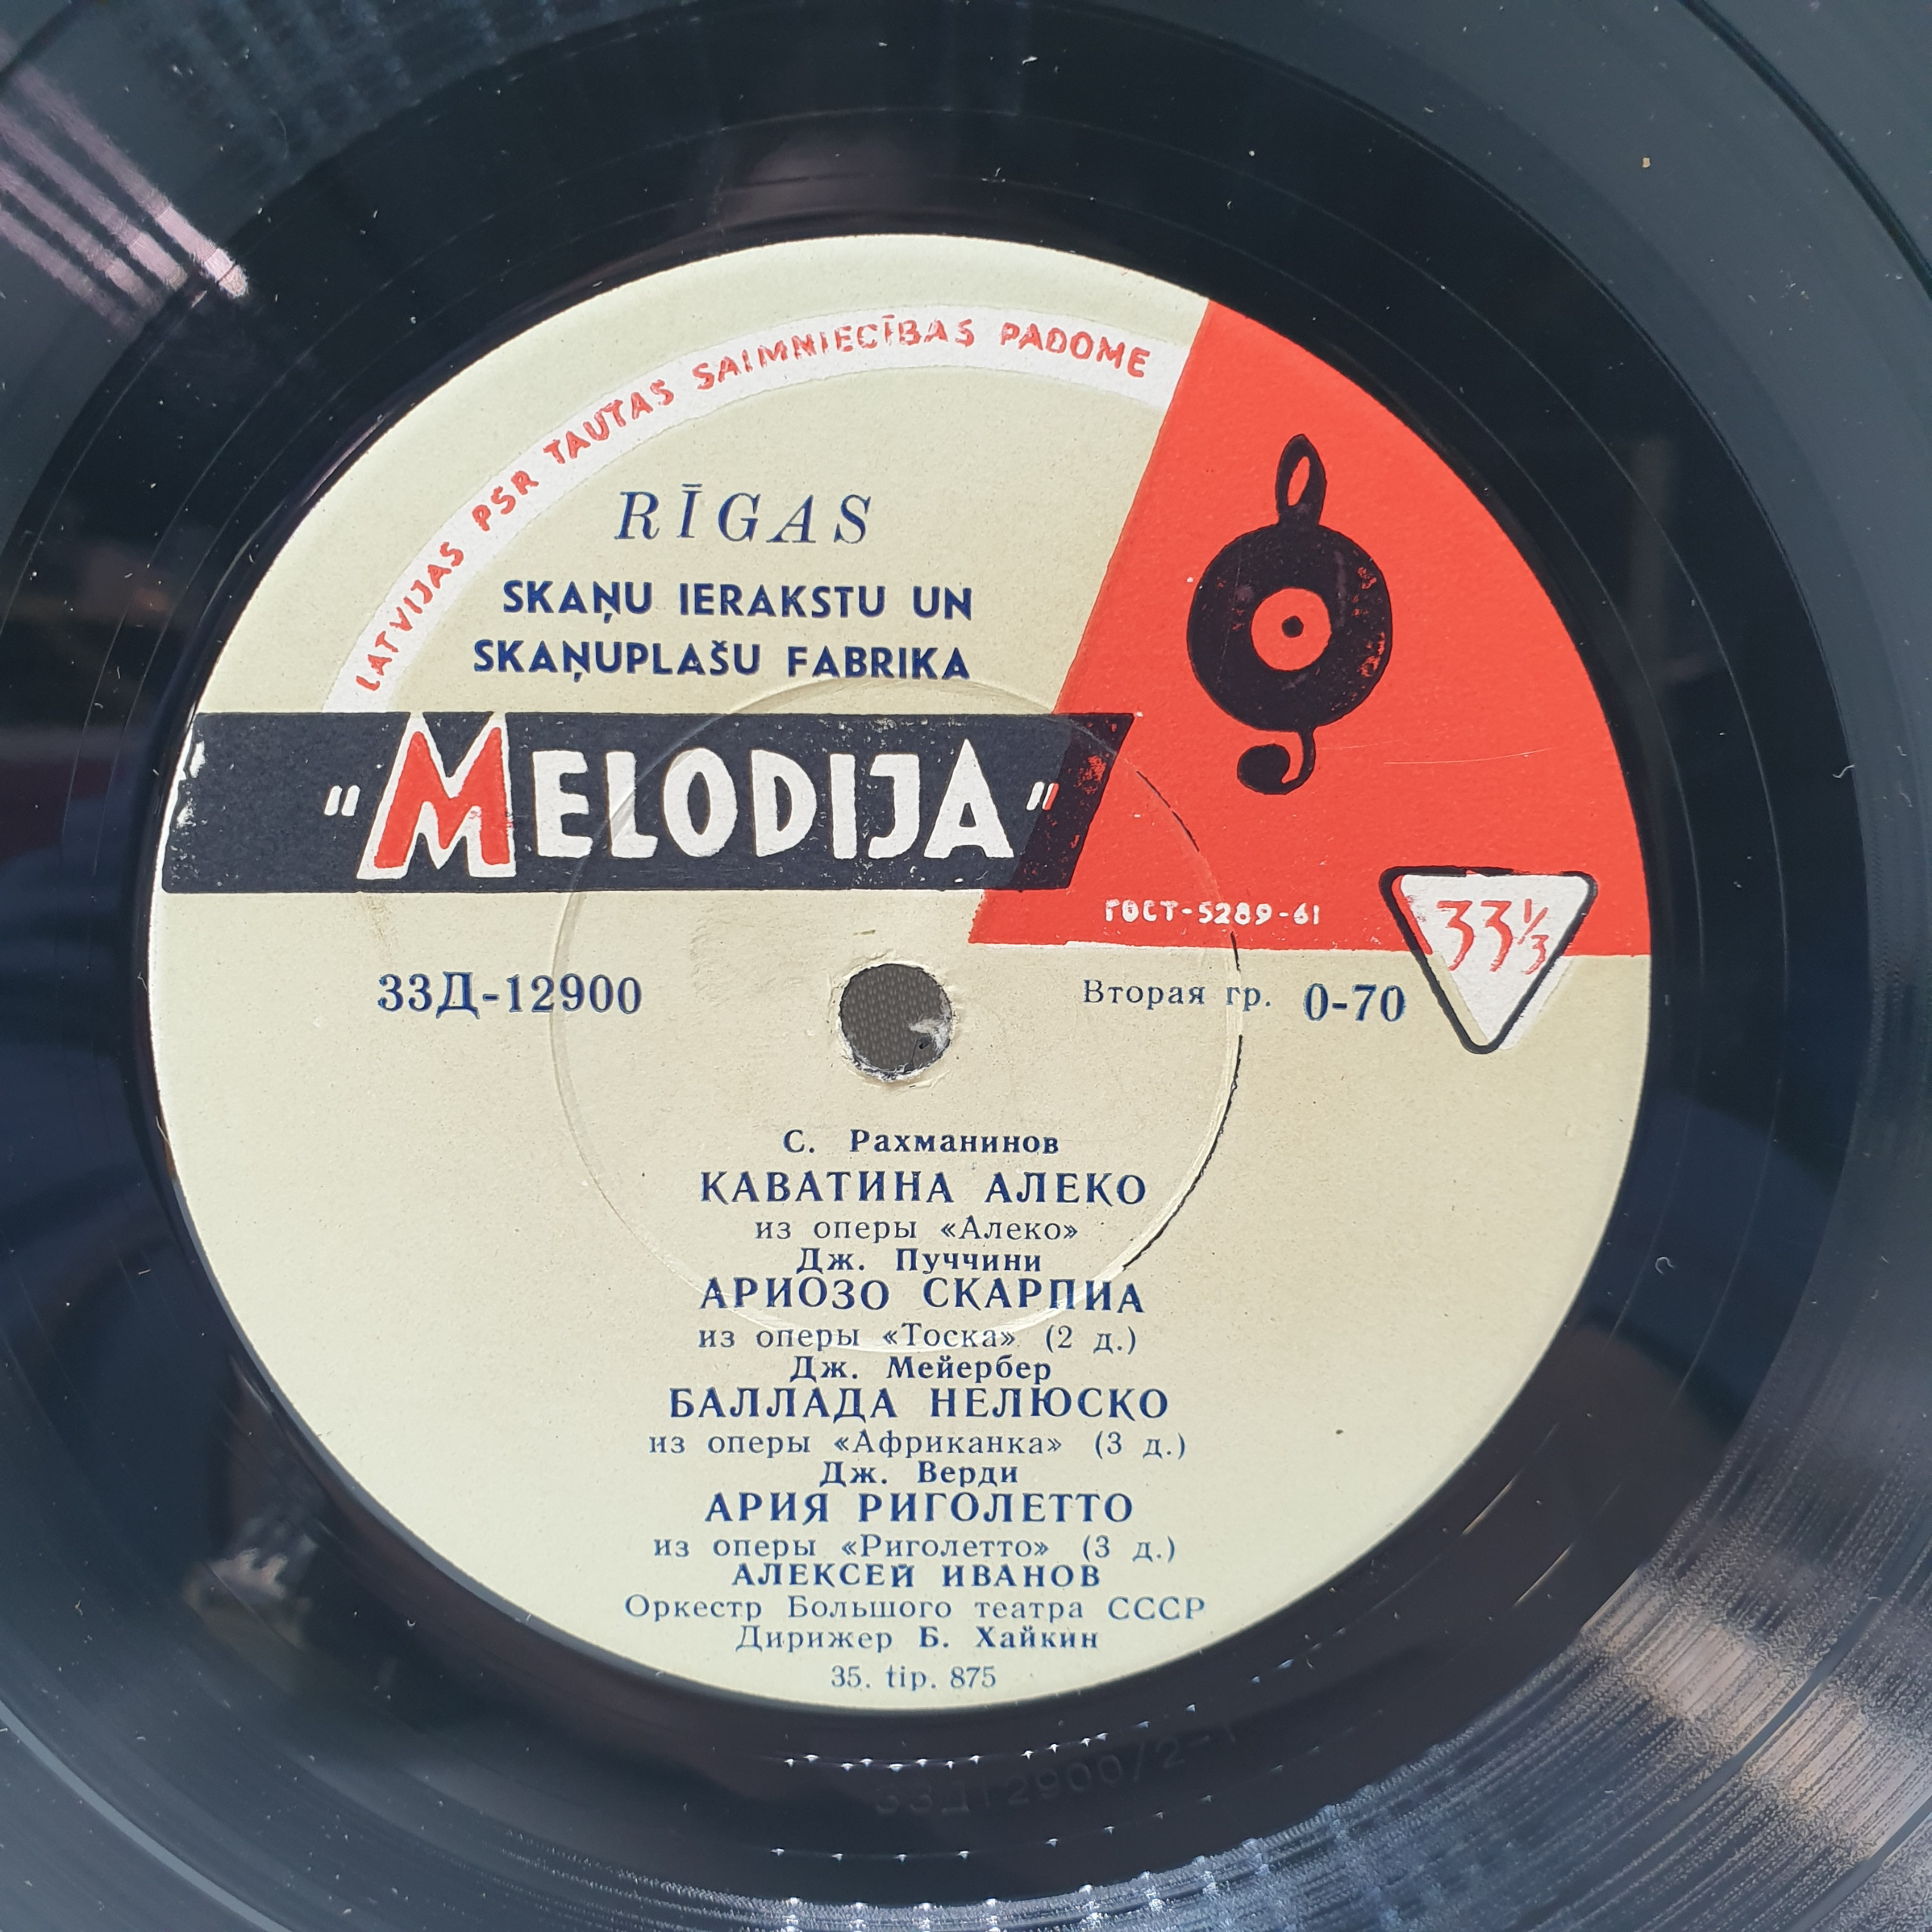 LATVIJAS PSR TAUTAS SAIMNIECĪBAS PADOME
RĪGAS
SKAŅU IERAKSTU UN
SKAŅUPLAŠU FABRIKA
"MELODIJA"
ГОСТ-5289-61
33⅓
33Д-12900
Вторая гр. 0-70
С. Рахманинов
КАВАТИНА АЛЕКО
из оперы «Алеко»
Дж. Пуччини
АРИОЗО СКАРПИА
из оперы «Тоска» (2 д.)
Дж. Мейербер
БАЛЛАДА НЕЛЮСКО
из оперы «Африканка» (3 д.)
Дж. Верди
АРИЯ РИГОЛЕТТО
из оперы «Риголетто» (3 д.)
АЛЕКСЕЙ ИВАНОВ
Оркестр Большого театра СССР
Дирижер Б. Хайкин
35. tip. 875
33Д12900/2-1